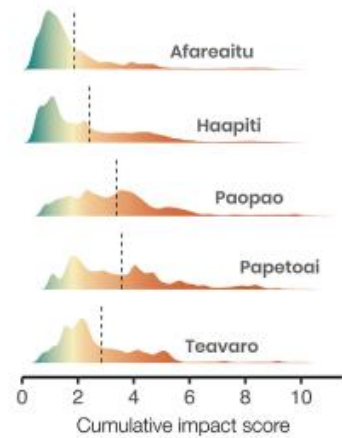 Afareaitu
Haapiti
Paopao
Papetoai
Teavaro
0 2 4 6 8 10
Cumulative impact score